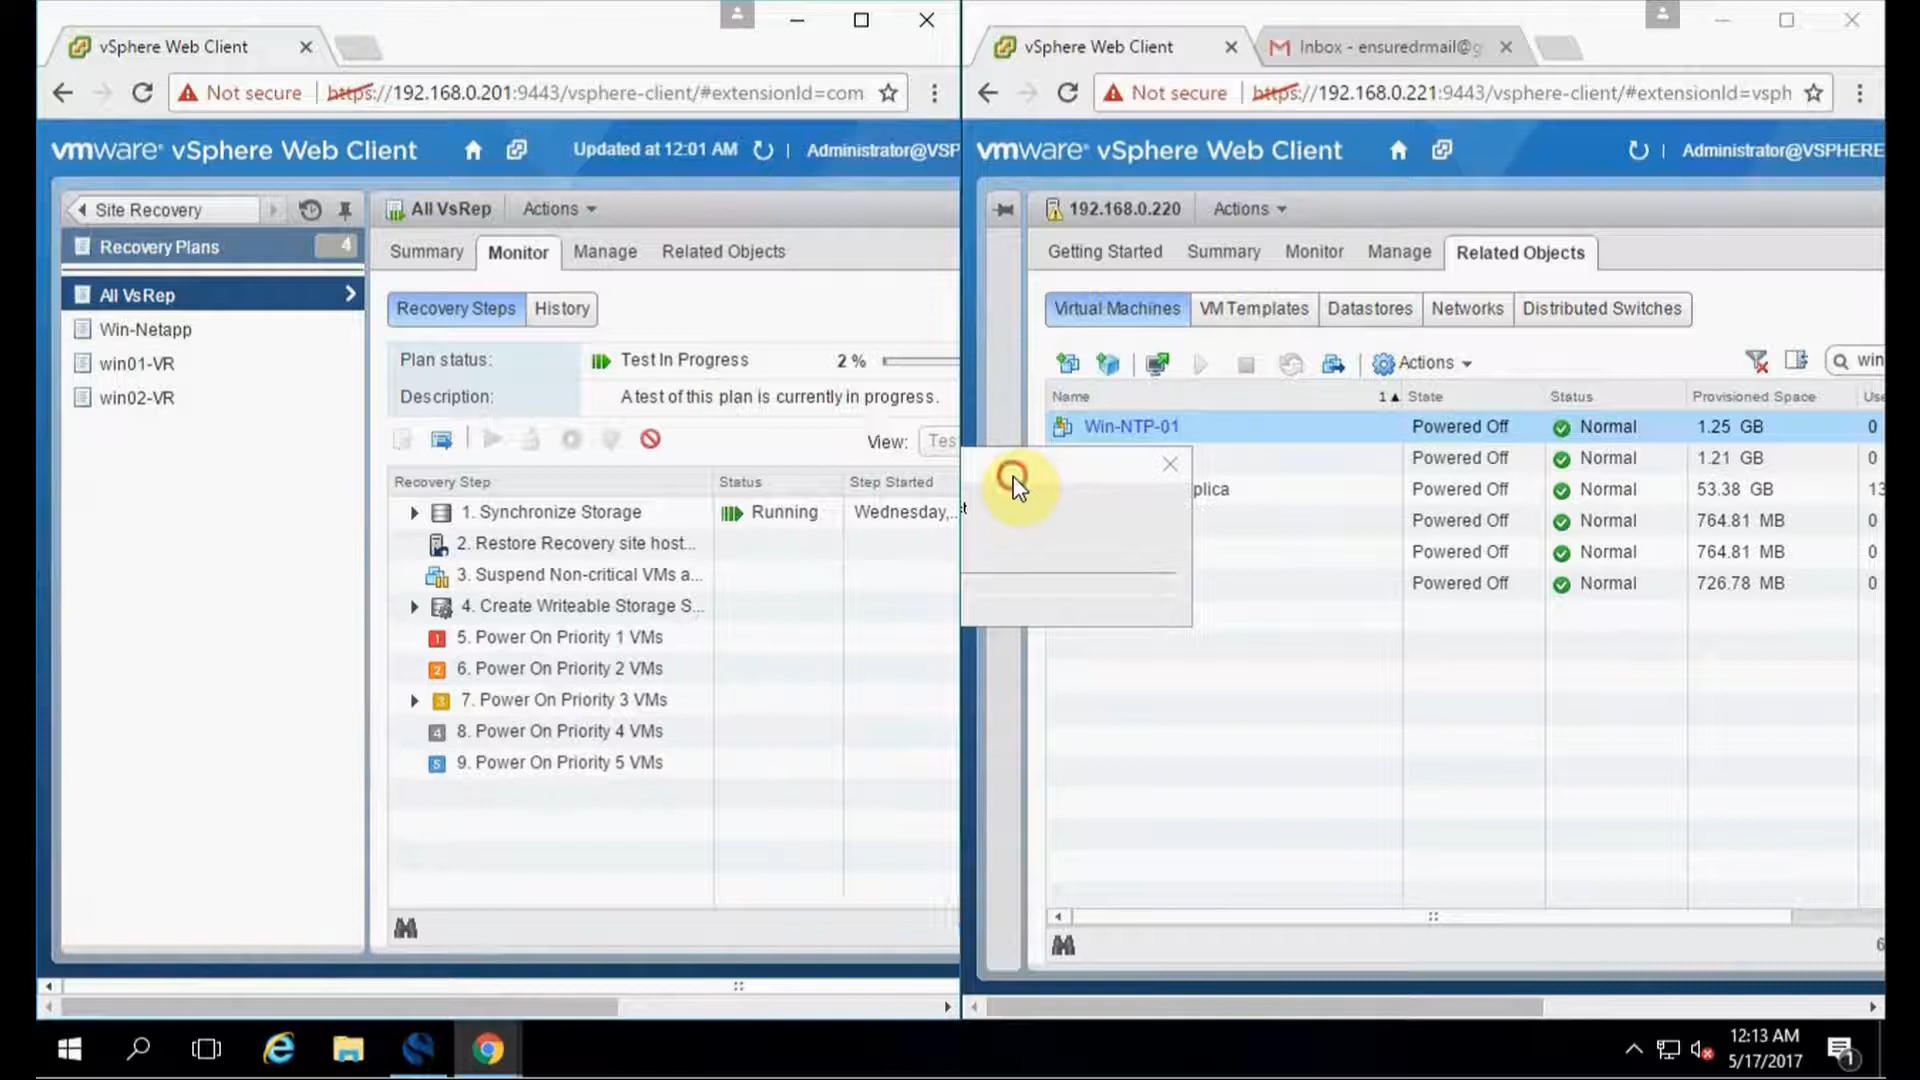 vSphere Web Client
Not secure | https://192.168.0.201:9443/vsphere-client/#extensionId=com
vmware® vSphere Web Client
Updated at 12:01 AM
Administrator@VSP
Site Recovery
Recovery Plans 4
All VsRep
Win-Netapp
win01-VR
win02-VR
All VsRep
Actions
Summary Monitor Manage Related Objects
Recovery Steps History
Plan status: Test In Progress 2 %
Description: A test of this plan is currently in progress.
View: Tes
Recovery Step Status Step Started
1. Synchronize Storage Running Wednesday,..
2. Restore Recovery site host...
3. Suspend Non-critical VMs a...
4. Create Writeable Storage S...
1 5. Power On Priority 1 VMs
2 6. Power On Priority 2 VMs
3 7. Power On Priority 3 VMs
4 8. Power On Priority 4 VMs
5 9. Power On Priority 5 VMs
vSphere Web Client
Inbox - ensuredrmail@g
Not secure | https://192.168.0.221:9443/vsphere-client/#extensionId=vsph
vmware® vSphere Web Client
Administrator@VSPHERE
192.168.0.220
Actions
Getting Started Summary Monitor Manage Related Objects
Virtual Machines VM Templates Datastores Networks Distributed Switches
Actions
win
Name 1 ▲ State Status Provisioned Space Use
Win-NTP-01 Powered Off Normal 1.25 GB 0
Powered Off Normal 1.21 GB 0
plica Powered Off Normal 53.38 GB 13
Powered Off Normal 764.81 MB 0
Powered Off Normal 764.81 MB 0
Powered Off Normal 726.78 MB 0
12:13 AM
5/17/2017
1